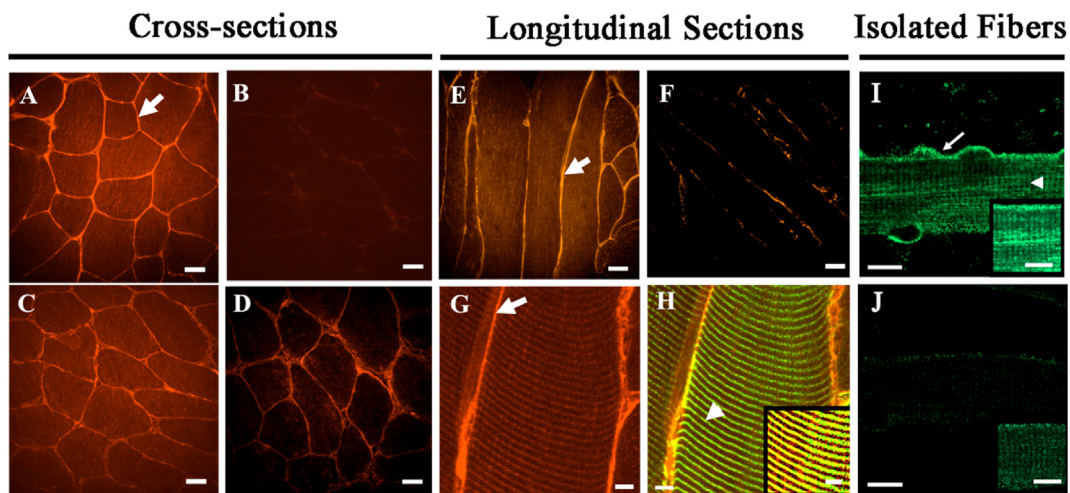 Cross-sections Longitudinal Sections Isolated Fibers
A B E F I
C D G H J